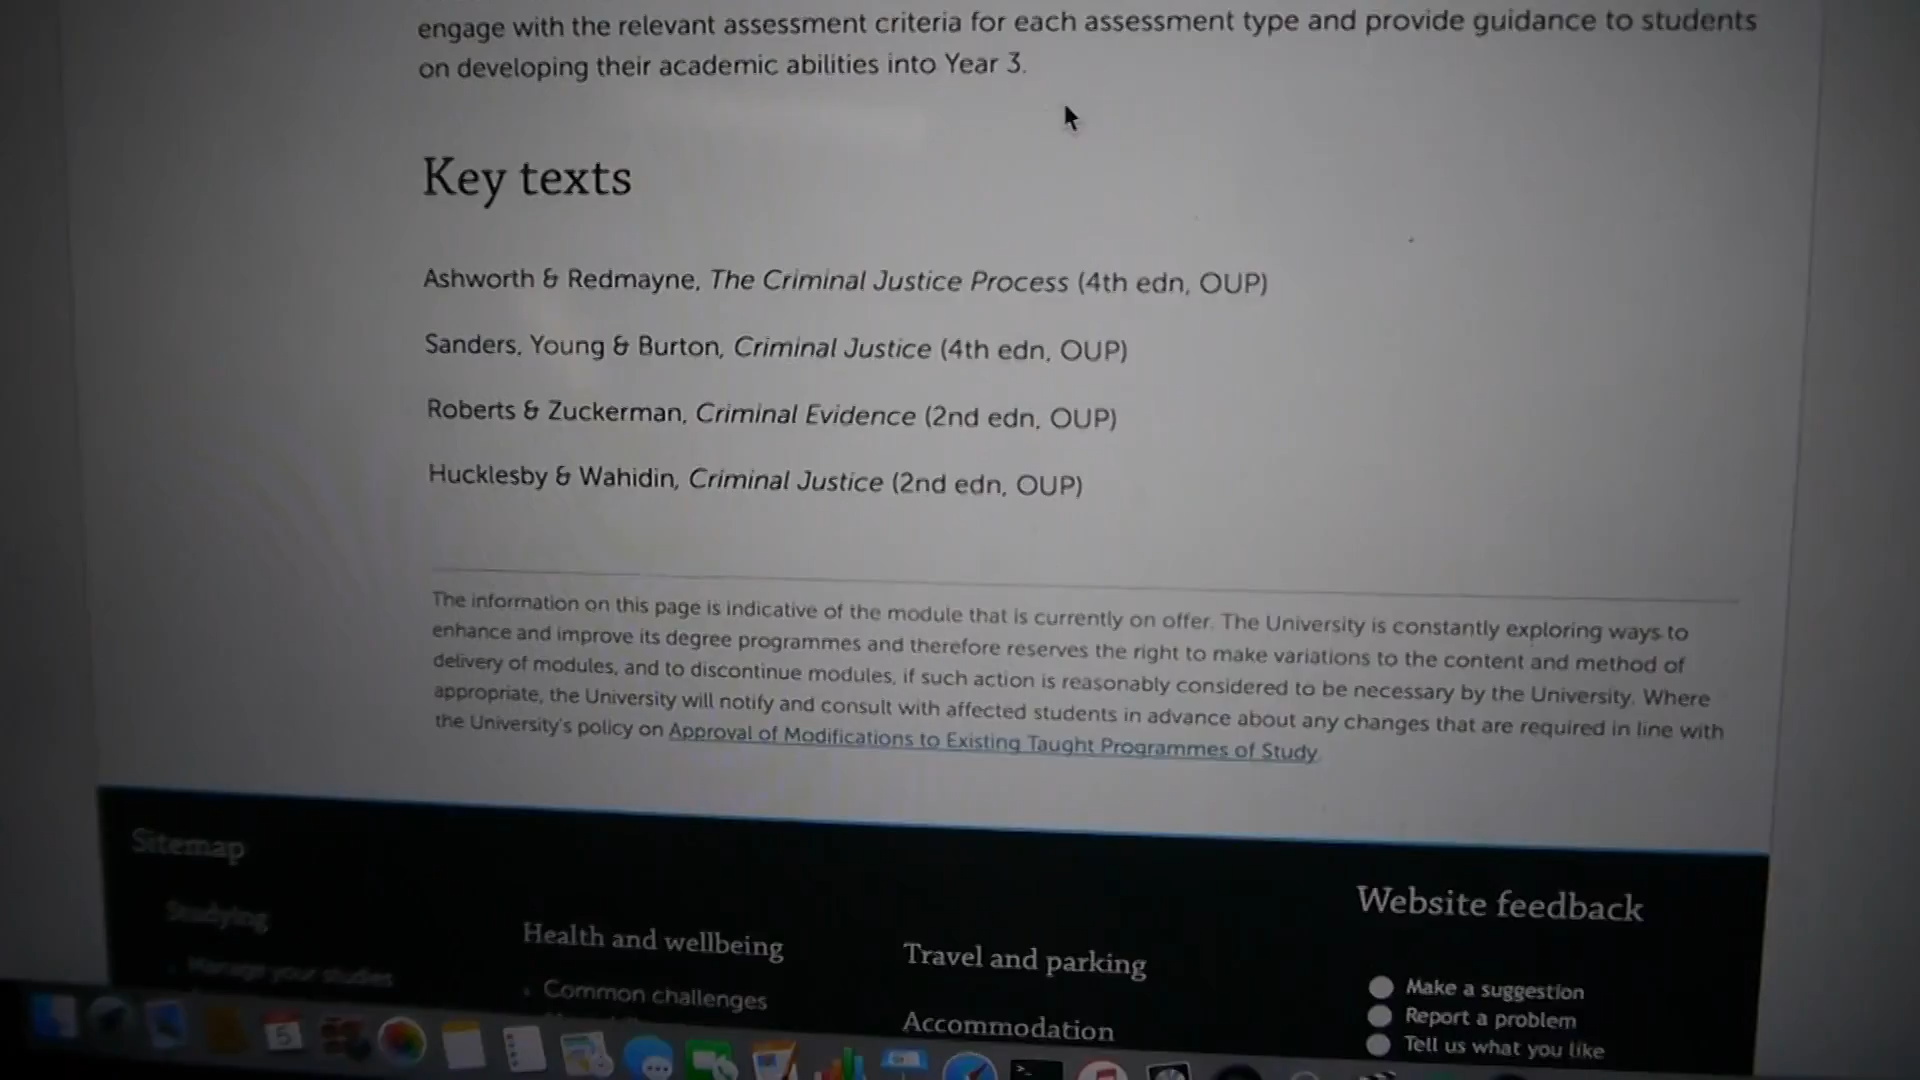 engage with the relevant assessment criteria for each assessment type and provide guidance to students
on developing their academic abilities into Year 3.
Key texts
Ashworth & Redmayne, The Criminal Justice Process (4th edn, OUP)
Sanders, Young & Burton, Criminal Justice (4th edn, OUP)
Roberts & Zuckerman, Criminal Evidence (2nd edn, OUP)
Hucklesby & Wahidin, Criminal Justice (2nd edn, OUP)
The information on this page is indicative of the module that is currently on offer. The University is constantly exploring ways to
enhance and improve its degree programmes and therefore reserves the right to make variations to the content and method of
delivery of modules, and to discontinue modules, if such action is reasonably considered to be necessary by the University. Where
appropriate, the University will notify and consult with affected students in advance about any changes that are required in line with
the University's policy on Approval of Modifications to Existing Taught Programmes of Study
Sitemap
Studying
Manage your studies
Health and wellbeing
Common challenges
Travel and parking
Accommodation
Website feedback
Make a suggestion
Report a problem
Tell us what you like
5